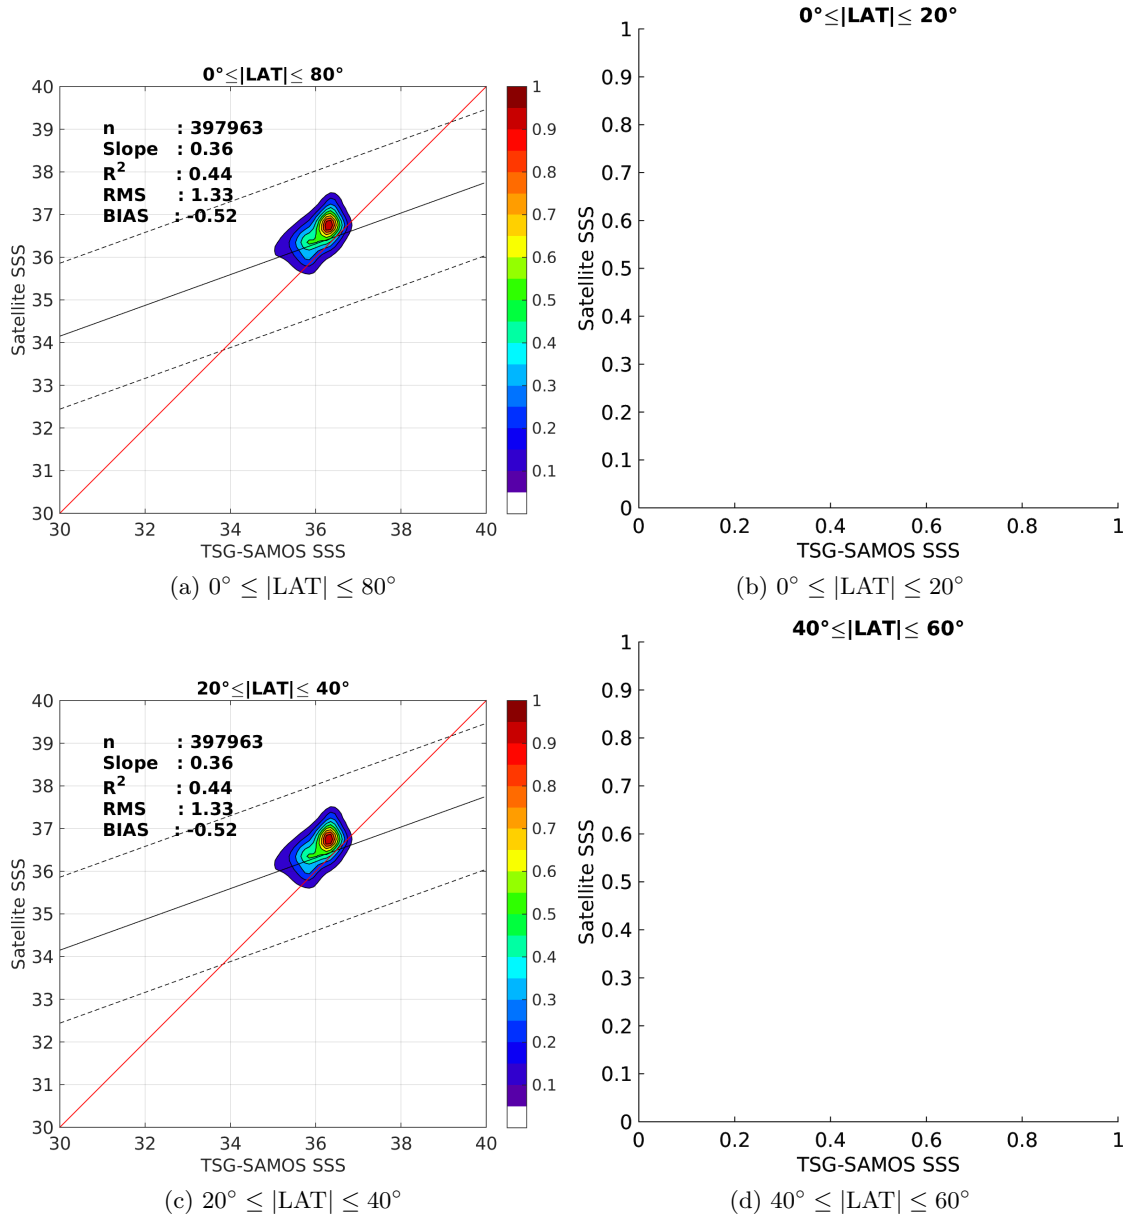 0°≤|LAT|≤ 80°
40
39
38
37
36
35
34
33
32
31
30
Satellite SSS
n : 397963
Slope : 0.36
R2 : 0.44
RMS : 1.33
BIAS : -0.52
1
0.9
0.8
0.7
0.6
0.5
0.4
0.3
0.2
0.1
30 32 34 36 38 40
TSG-SAMOS SSS
(a) 0° ≤ |LAT| ≤ 80°
0°≤|LAT|≤ 20°
1
0.9
0.8
0.7
0.6
0.5
0.4
0.3
0.2
0.1
0
Satellite SSS
0 0.2 0.4 0.6 0.8 1
TSG-SAMOS SSS
(b) 0° ≤ |LAT| ≤ 20°
20°≤|LAT|≤ 40°
40
39
38
37
36
35
34
33
32
31
30
Satellite SSS
n : 397963
Slope : 0.36
R2 : 0.44
RMS : 1.33
BIAS : -0.52
1
0.9
0.8
0.7
0.6
0.5
0.4
0.3
0.2
0.1
30 32 34 36 38 40
TSG-SAMOS SSS
(c) 20° ≤ |LAT| ≤ 40°
40°≤|LAT|≤ 60°
1
0.9
0.8
0.7
0.6
0.5
0.4
0.3
0.2
0.1
0
Satellite SSS
0 0.2 0.4 0.6 0.8 1
TSG-SAMOS SSS
(d) 40° ≤ |LAT| ≤ 60°